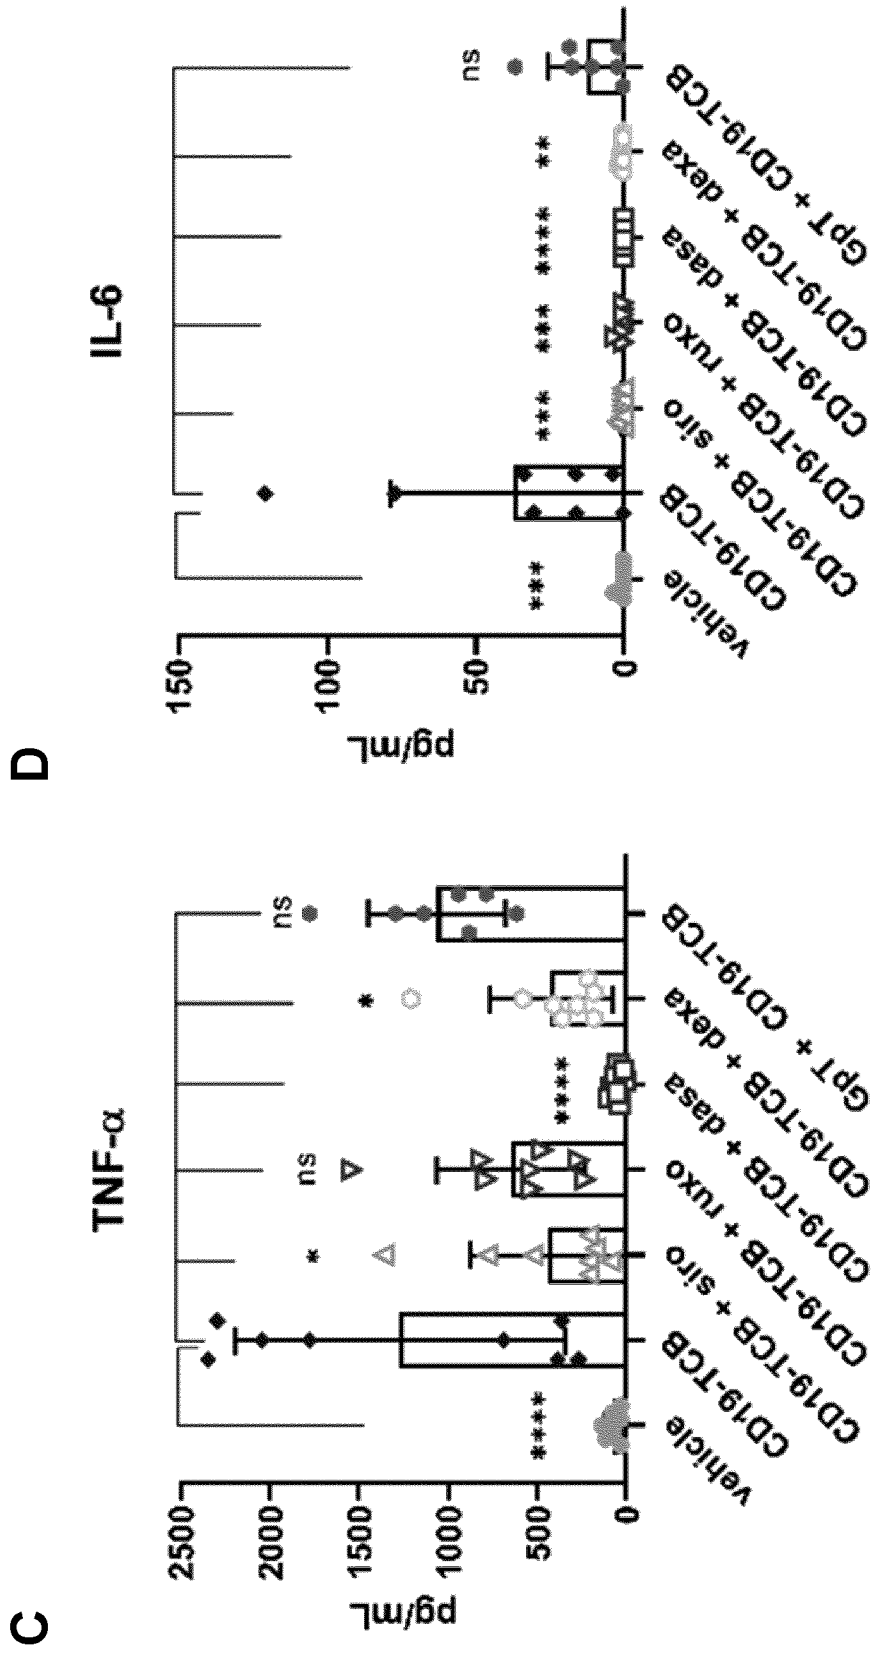 C
TNF-α
pg/mL
2500
2000
1500
1000
500
0
****
*
ns
****
*
ns
vehicle
CD19-TCB
CD19-TCB + siro
CD19-TCB + ruxo
CD19-TCB + dasa
CD19-TCB + dexa
GpT + CD19-TCB
D
IL-6
pg/mL
150
100
50
0
***
***
***
****
**
ns
vehicle
CD19-TCB
CD19-TCB + siro
CD19-TCB + ruxo
CD19-TCB + dasa
CD19-TCB + dexa
GpT + CD19-TCB